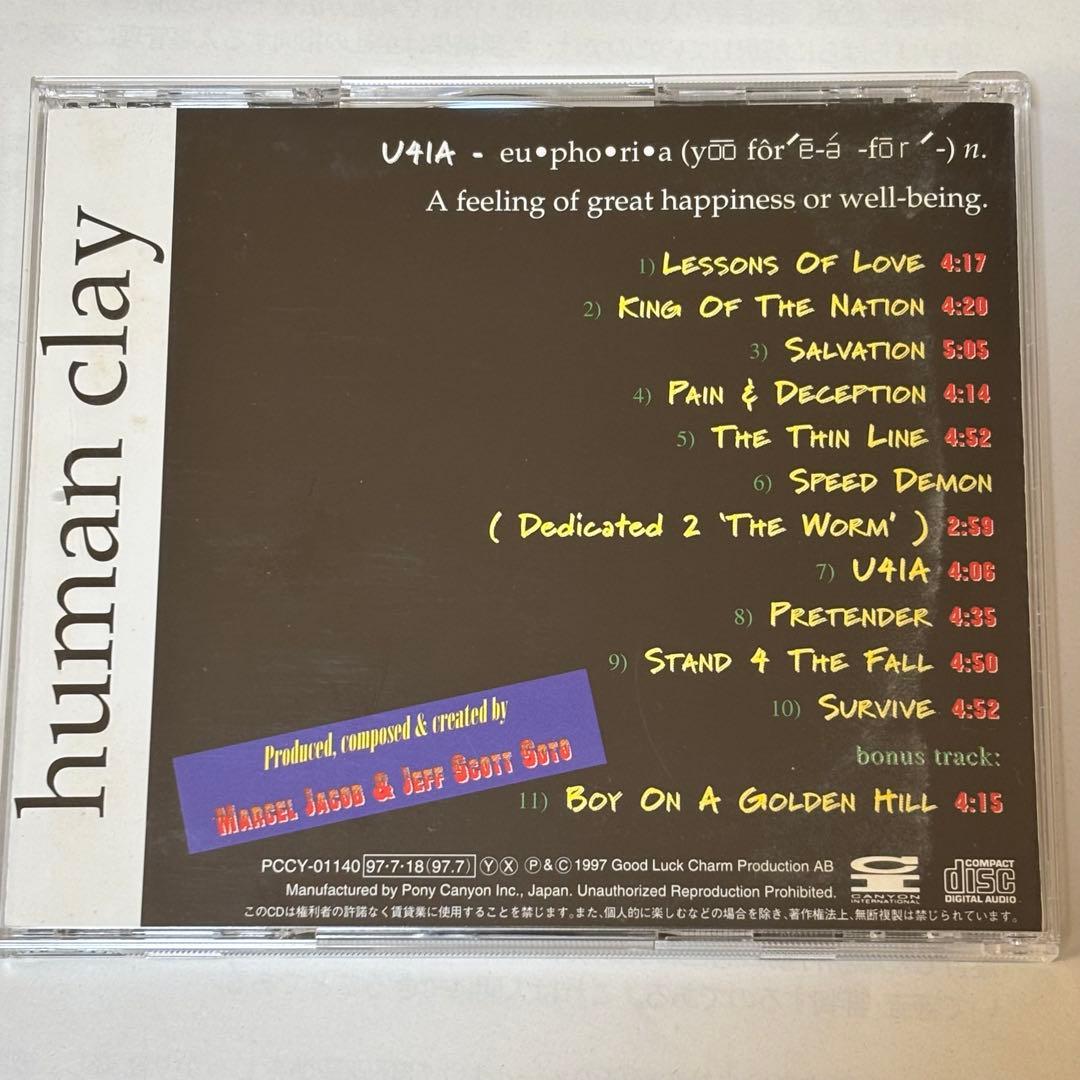 human clay
U4IA - eu•pho•ri•a (yōō fôr′ē-á -fōr′-) n.
A feeling of great happiness or well-being.
1) LESSONS OF LOVE 4:17
2) KING OF THE NATION 4:20
3) SALVATION 5:05
4) PAIN & DECEPTION 4:14
5) THE THIN LINE 4:52
6) SPEED DEMON
( Dedicated 2 'THE WORM' ) 2:59
7) U4IA 4:06
8) PRETENDER 4:35
9) STAND 4 THE FALL 4:50
10) SURVIVE 4:52
bonus track:
11) BOY ON A GOLDEN HILL 4:15
Produced, composed & created by
MARCEL JACOB & JEFF SCOTT SOTO
PCCY-01140 97・7・18(97.7) Ⓨ Ⓧ Ⓟ&© 1997 Good Luck Charm Production AB
Manufactured by Pony Canyon Inc., Japan. Unauthorized Reproduction Prohibited.
CANYON
INTERNATIONAL
COMPACT
disc
DIGITAL AUDIO
このCDは権利者の許諾なく賃貸業に使用することを禁じます。また、個人的に楽しむなどの場合を除き、著作権法上、無断複製は禁じられています。